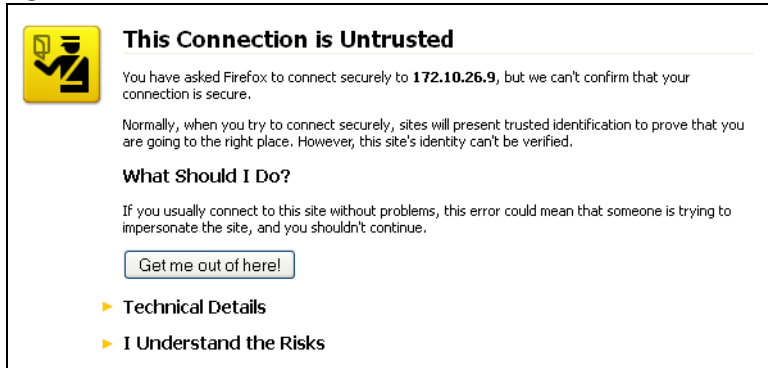 This Connection is Untrusted
You have asked Firefox to connect securely to 172.10.26.9, but we can't confirm that your
connection is secure.
Normally, when you try to connect securely, sites will present trusted identification to prove that you
are going to the right place. However, this site's identity can't be verified.
What Should I Do?
If you usually connect to this site without problems, this error could mean that someone is trying to
impersonate the site, and you shouldn't continue.
Get me out of here!
Technical Details
I Understand the Risks